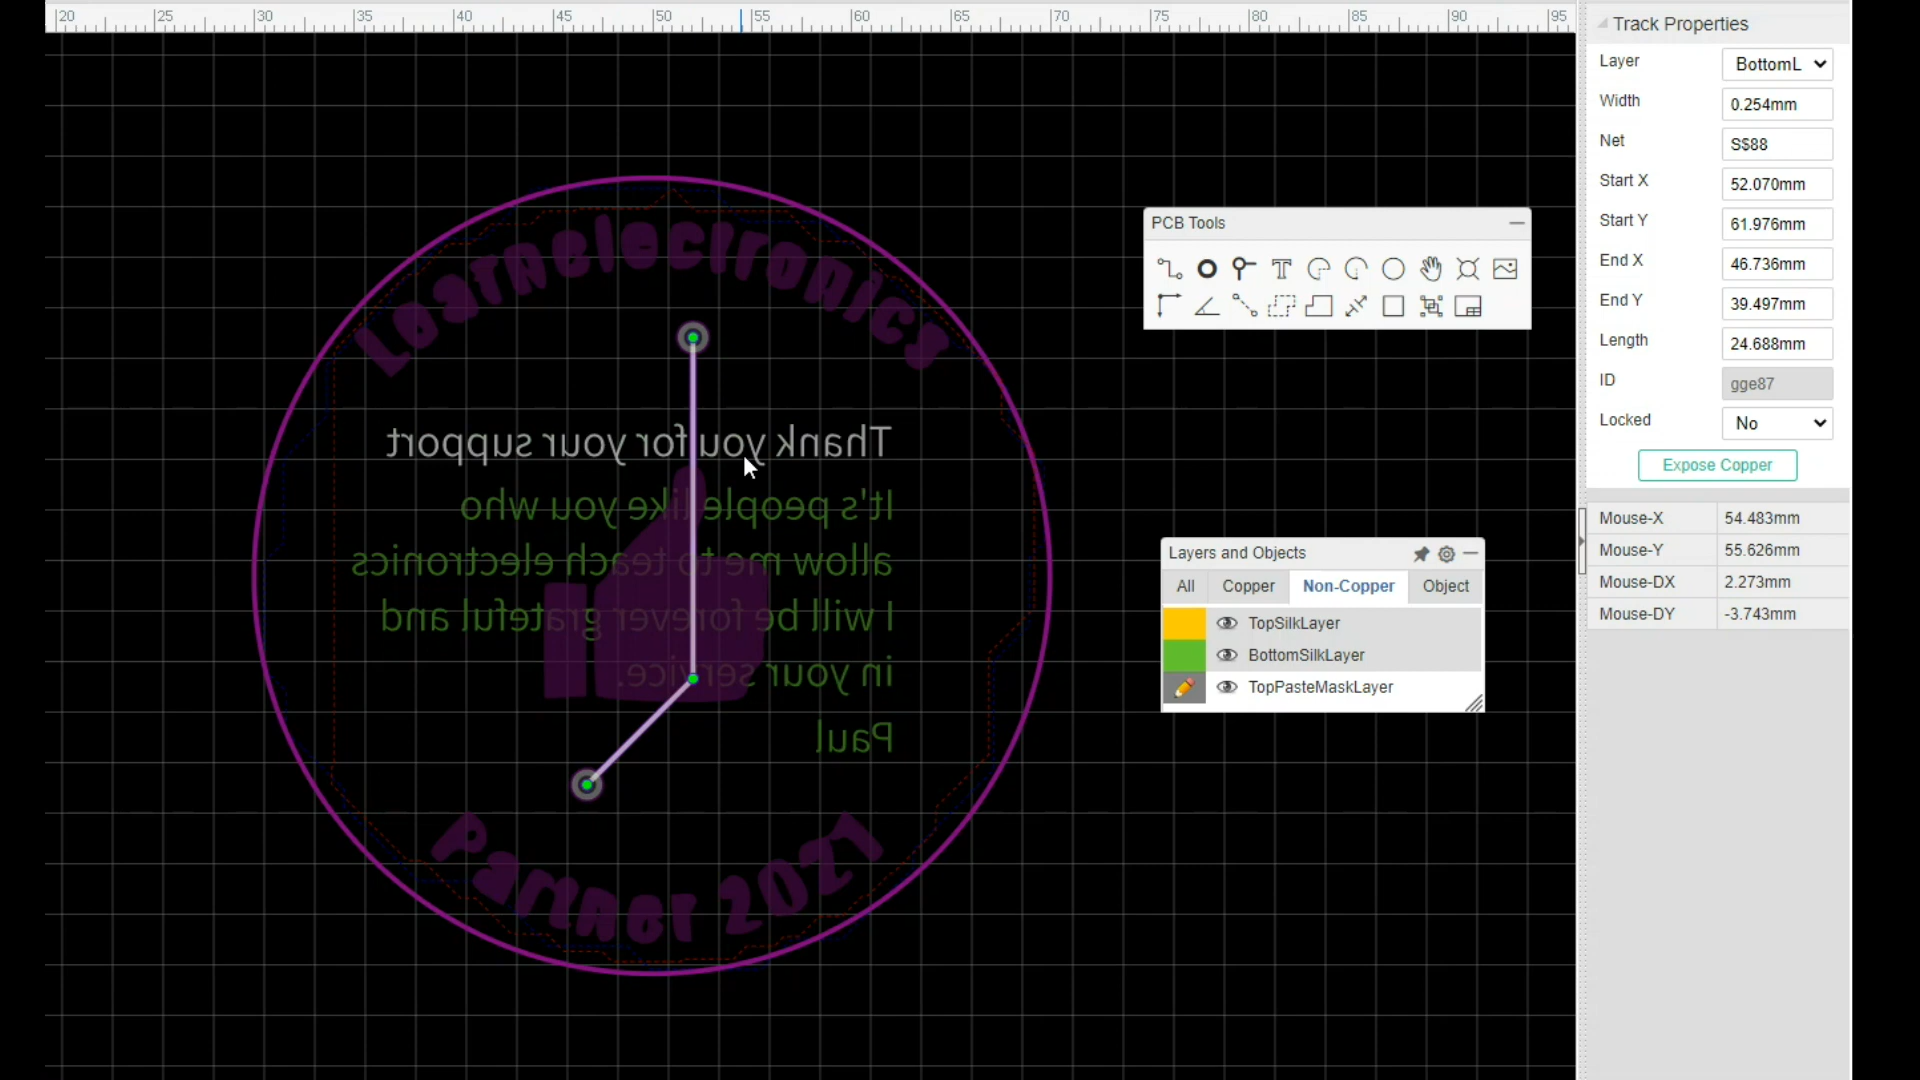 20 25 30 35 40 45 50 55 60 65 70 75 80 85 90 95
Learnelectronics
Thank you for your support
It's people like you who
allow me to teach electronics
I will be forever grateful and
in your service.
Paul
Partner 2021
PCB Tools
Layers and Objects
All Copper Non-Copper Object
TopSilkLayer
BottomSilkLayer
TopPasteMaskLayer
Track Properties
Layer BottomL
Width 0.254mm
Net S$88
Start X 52.070mm
Start Y 61.976mm
End X 46.736mm
End Y 39.497mm
Length 24.688mm
ID gge87
Locked No
Expose Copper
Mouse-X 54.483mm
Mouse-Y 55.626mm
Mouse-DX 2.273mm
Mouse-DY -3.743mm